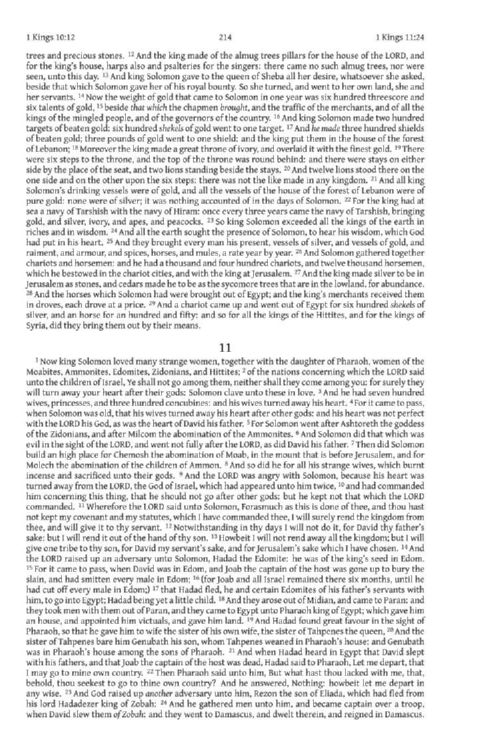 1 Kings 10:12 214 1 Kings 11:24
trees and precious stones. 12 And the king made of the almug trees pillars for the house of the LORD, and
for the king's house, harps also and psalteries for the singers: there came no such almug trees, nor were
seen, unto this day. 13 And king Solomon gave to the queen of Sheba all her desire, whatsoever she asked,
beside that which Solomon gave her of his royal bounty. So she turned, and went to her own land, she and
her servants. 14 Now the weight of gold that came to Solomon in one year was six hundred threescore and
six talents of gold, 15 beside that which the chapmen brought, and the traffic of the merchants, and of all the
kings of the mingled people, and of the governors of the country. 16 And king Solomon made two hundred
targets of beaten gold: six hundred shekels of gold went to one target. 17 And he made three hundred shields
of beaten gold; three pounds of gold went to one shield: and the king put them in the house of the forest
of Lebanon. 18 Moreover the king made a great throne of ivory, and overlaid it with the finest gold. 19 There
were six steps to the throne, and the top of the throne was round behind: and there were stays on either
side by the place of the seat, and two lions standing beside the stays. 20 And twelve lions stood there on the
one side and on the other upon the six steps: there was not the like made in any kingdom. 21 And all king
Solomon's drinking vessels were of gold, and all the vessels of the house of the forest of Lebanon were of
pure gold: none were of silver; it was nothing accounted of in the days of Solomon. 22 For the king had at
sea a navy of Tarshish with the navy of Hiram: once every three years came the navy of Tarshish, bringing
gold, and silver, ivory, and apes, and peacocks. 23 So king Solomon exceeded all the kings of the earth in
riches and in wisdom. 24 And all the earth sought the presence of Solomon, to hear his wisdom, which God
had put in his heart. 25 And they brought every man his present, vessels of silver, and vessels of gold, and
raiment, and armour, and spices, horses, and mules, a rate year by year. 26 And Solomon gathered together
chariots and horsemen: and he had a thousand and four hundred chariots, and twelve thousand horsemen,
which he bestowed in the chariot cities, and with the king at Jerusalem. 27 And the king made silver to be in
Jerusalem as stones, and cedars made he to be as the sycomore trees that are in the lowland, for abundance.
28 And the horses which Solomon had were brought out of Egypt; and the king's merchants received them
in droves, each drove at a price. 29 And a chariot came up and went out of Egypt for six hundred shekels of
silver, and an horse for an hundred and fifty: and so for all the kings of the Hittites, and for the kings of
Syria, did they bring them out by their means.
11
1 Now king Solomon loved many strange women, together with the daughter of Pharaoh, women of the
Moabites, Ammonites, Edomites, Zidonians, and Hittites; 2 of the nations concerning which the LORD said
unto the children of Israel, Ye shall not go among them, neither shall they come among you: for surely they
will turn away your heart after their gods: Solomon clave unto these in love. 3 And he had seven hundred
wives, princesses, and three hundred concubines: and his wives turned away his heart. 4 For it came to pass,
when Solomon was old, that his wives turned away his heart after other gods: and his heart was not perfect
with the LORD his God, as was the heart of David his father. 5 For Solomon went after Ashtoreth the goddess
of the Zidonians, and after Milcom the abomination of the Ammonites. 6 And Solomon did that which was
evil in the sight of the LORD, and went not fully after the LORD, as did David his father. 7 Then did Solomon
build an high place for Chemosh the abomination of Moab, in the mount that is before Jerusalem, and for
Molech the abomination of the children of Ammon. 8 And so did he for all his strange wives, which burnt
incense and sacrificed unto their gods. 9 And the LORD was angry with Solomon, because his heart was
turned away from the LORD, the God of Israel, which had appeared unto him twice, 10 and had commanded
him concerning this thing, that he should not go after other gods: but he kept not that which the LORD
commanded. 11 Wherefore the LORD said unto Solomon, Forasmuch as this is done of thee, and thou hast
not kept my covenant and my statutes, which I have commanded thee, I will surely rend the kingdom from
thee, and will give it to thy servant. 12 Notwithstanding in thy days I will not do it, for David thy father's
sake: but I will rend it out of the hand of thy son. 13 Howbeit I will not rend away all the kingdom; but I will
give one tribe to thy son, for David my servant's sake, and for Jerusalem's sake which I have chosen. 14 And
the LORD raised up an adversary unto Solomon, Hadad the Edomite: he was of the king's seed in Edom.
15 For it came to pass, when David was in Edom, and Joab the captain of the host was gone up to bury the
slain, and had smitten every male in Edom; 16 (for Joab and all Israel remained there six months, until he
had cut off every male in Edom;) 17 that Hadad fled, he and certain Edomites of his father's servants with
him, to go into Egypt; Hadad being yet a little child. 18 And they arose out of Midian, and came to Paran: and
they took men with them out of Paran, and they came to Egypt unto Pharaoh king of Egypt; which gave him
an house, and appointed him victuals, and gave him land. 19 And Hadad found great favour in the sight of
Pharaoh, so that he gave him to wife the sister of his own wife, the sister of Tahpenes the queen. 20 And the
sister of Tahpenes bare him Genubath his son, whom Tahpenes weaned in Pharaoh's house: and Genubath
was in Pharaoh's house among the sons of Pharaoh. 21 And when Hadad heard in Egypt that David slept
with his fathers, and that Joab the captain of the host was dead, Hadad said to Pharaoh, Let me depart, that
I may go to mine own country. 22 Then Pharaoh said unto him, But what hast thou lacked with me, that,
behold, thou seekest to go to thine own country? And he answered, Nothing: howbeit let me depart in
any wise. 23 And God raised up another adversary unto him, Rezon the son of Eliada, which had fled from
his lord Hadadezer king of Zobah: 24 And he gathered men unto him, and became captain over a troop,
when David slew them of Zobah: and they went to Damascus, and dwelt therein, and reigned in Damascus.